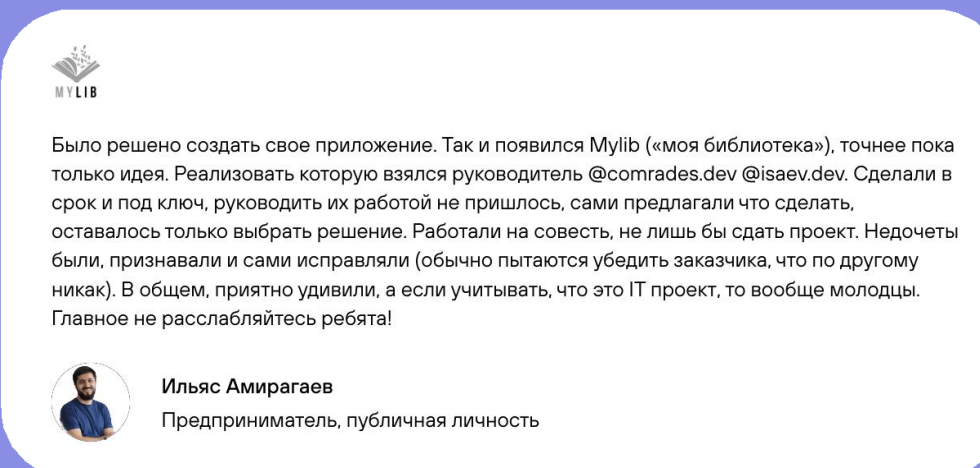 MYLIB
Было решено создать свое приложение. Так и появился Mylib («моя библиотека»), точнее пока
только идея. Реализовать которую взялся руководитель @comrades.dev @isaev.dev. Сделали в
срок и под ключ, руководить их работой не пришлось, сами предлагали что сделать,
оставалось только выбрать решение. Работали на совесть, не лишь бы сдать проект. Недочеты
были, признавали и сами исправляли (обычно пытаются убедить заказчика, что по другому
никак). В общем, приятно удивили, а если учитывать, что это IT проект, то вообще молодцы.
Главное не расслабляйтесь ребята!
Ильяс Амирагаев
Предприниматель, публичная личность